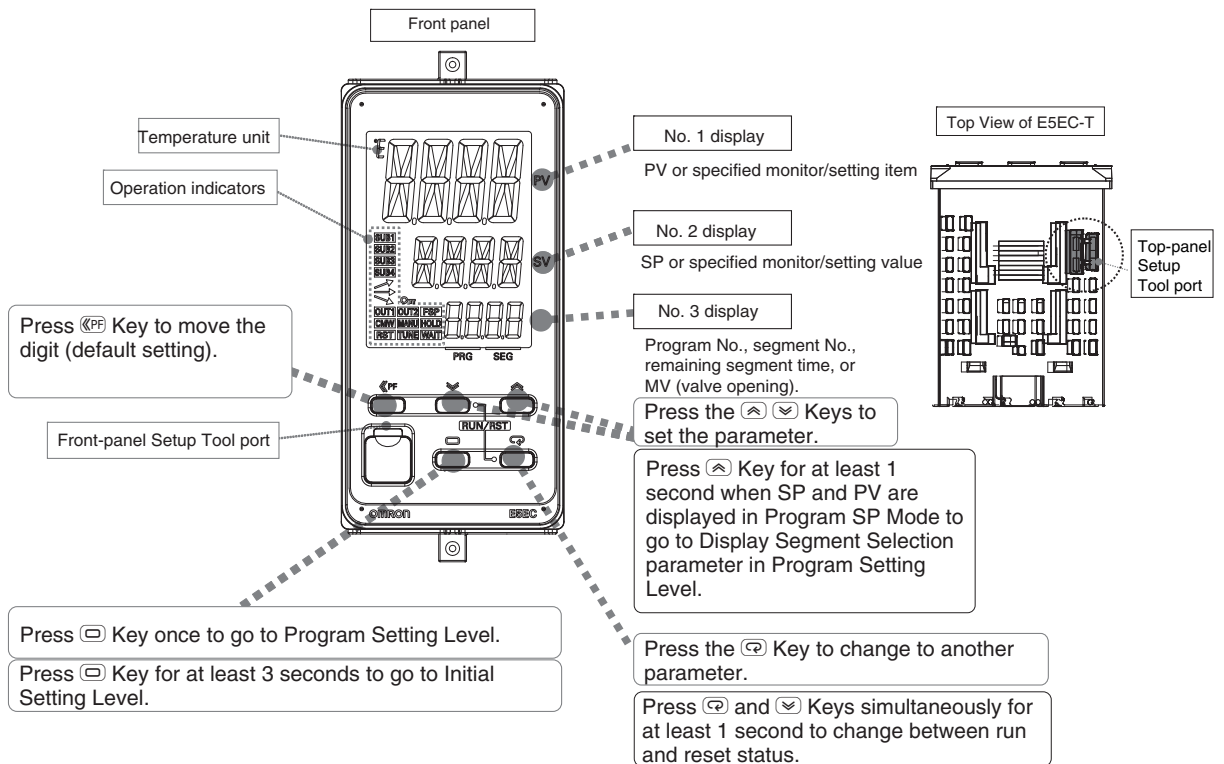 Front panel
Temperature unit
Operation indicators
PV
SUB1
SUB2
SUB3
SUB4
SV
OUT1 OUT2 FSP
CMW MANU HOLD
RST TUNE WAIT
PRG SEG
No. 1 display
PV or specified monitor/setting item
No. 2 display
SP or specified monitor/setting value
No. 3 display
Program No., segment No.,
remaining segment time, or
MV (valve opening).
Top View of E5EC-T
Top-panel
Setup
Tool port
Press PF Key to move the
digit (default setting).
PF
RUN/RST
Front-panel Setup Tool port
OMRON E5EC
Press the Keys to
set the parameter.
Press Key for at least 1
second when SP and PV are
displayed in Program SP Mode to
go to Display Segment Selection
parameter in Program Setting
Level.
Press Key once to go to Program Setting Level.
Press Key for at least 3 seconds to go to Initial
Setting Level.
Press the Key to change to another
parameter.
Press and Keys simultaneously for
at least 1 second to change between run
and reset status.